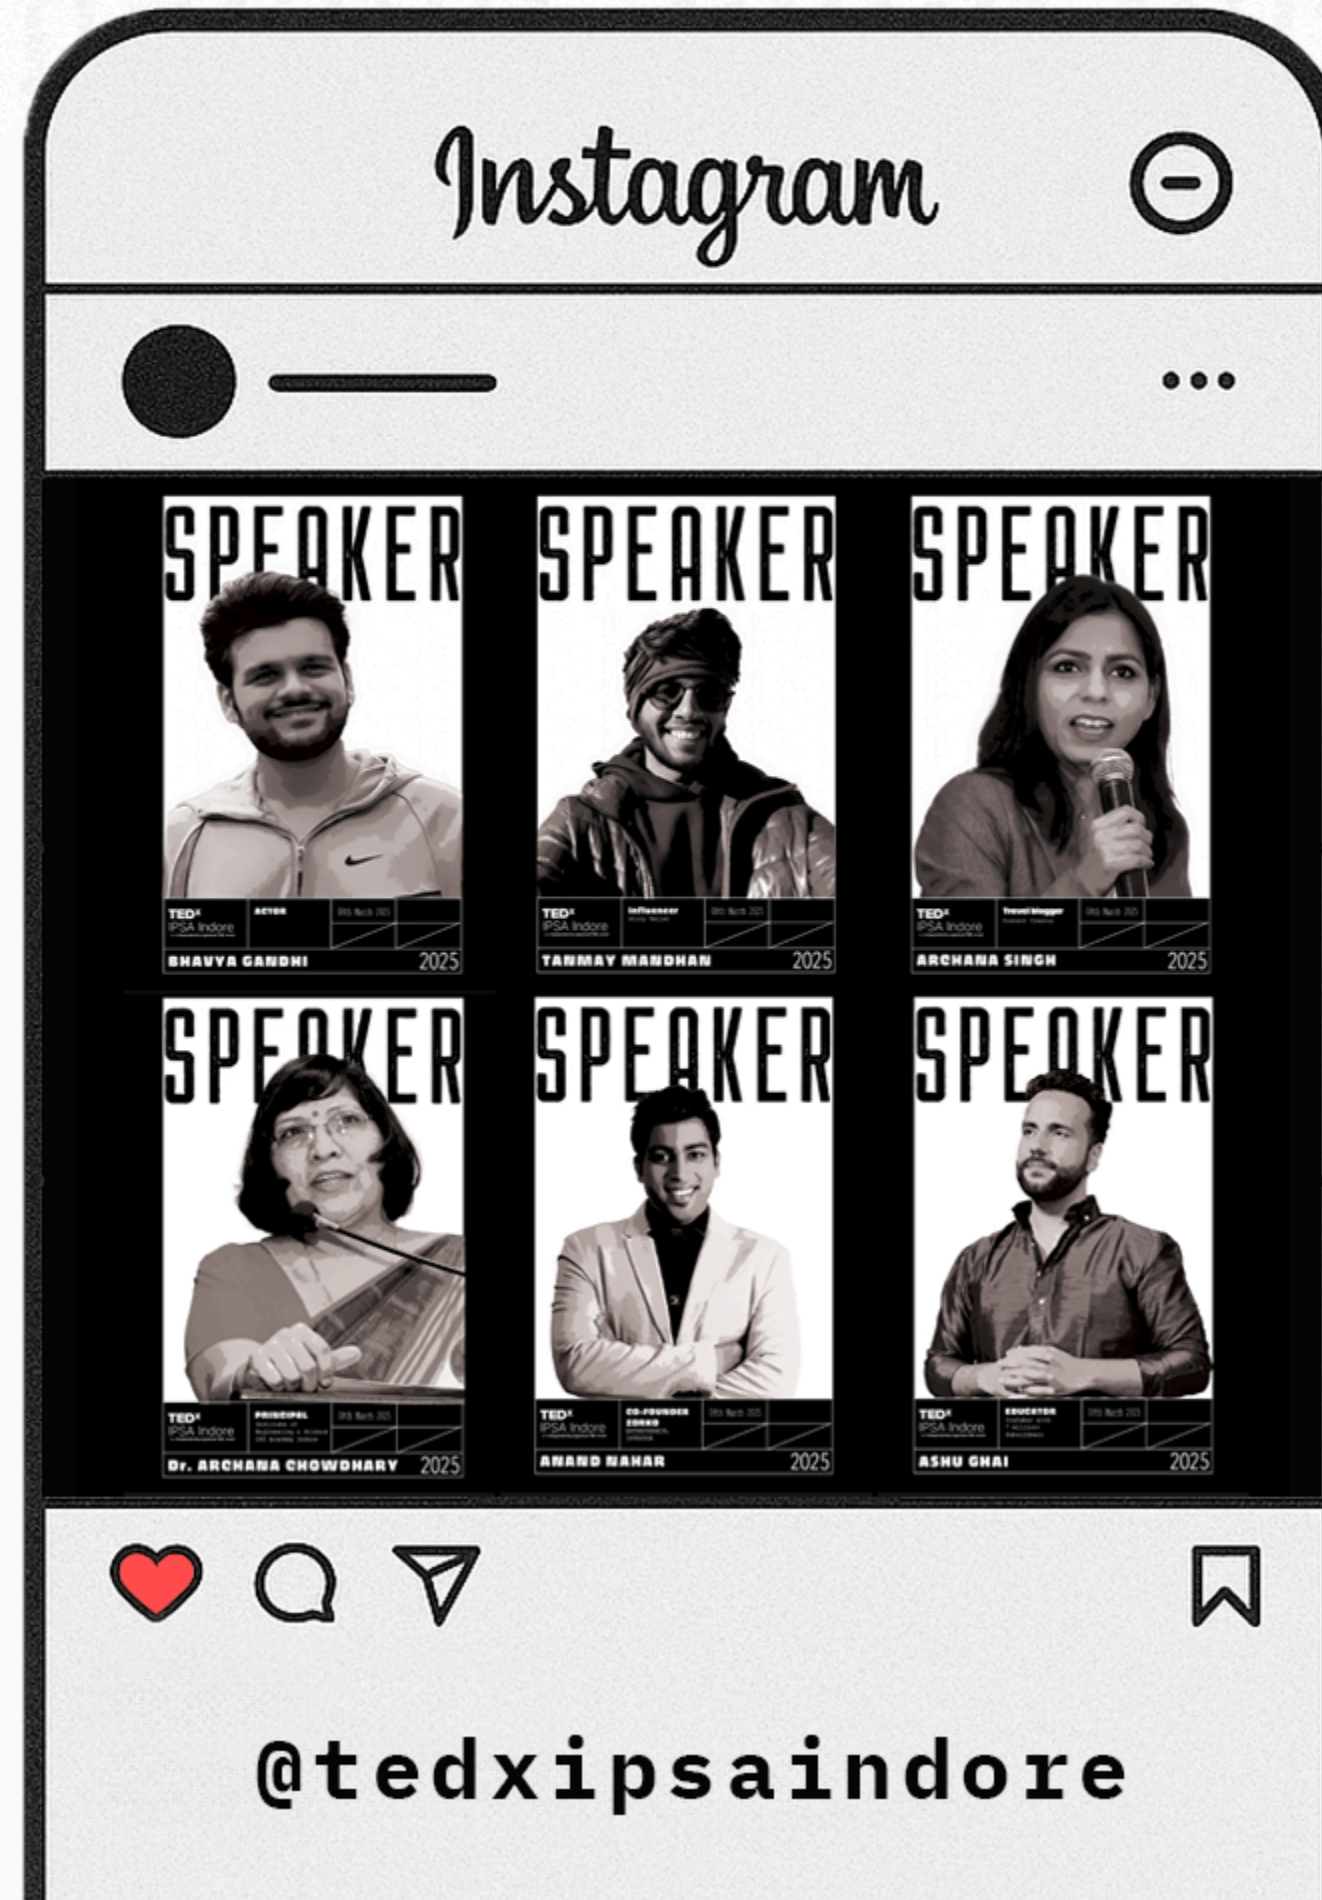 Instagram
SPEAKER
TEDx
IPSA Indore
ACTOR
BHAVYA GANDHI
2025
SPEAKER
TEDx
IPSA Indore
Influencer
TANMAY MANDHAN
2025
SPEAKER
TEDx
IPSA Indore
Travel blogger
ARCHANA SINGH
2025
SPEAKER
TEDx
IPSA Indore
PRINCIPAL
Dr. ARCHANA CHOWDHARY
2025
SPEAKER
TEDx
IPSA Indore
CO-FOUNDER
ZORKO
ANAND NAHAR
2025
SPEAKER
TEDx
IPSA Indore
EDUCATOR
ASHU GHAI
2025
@tedxipsaindore